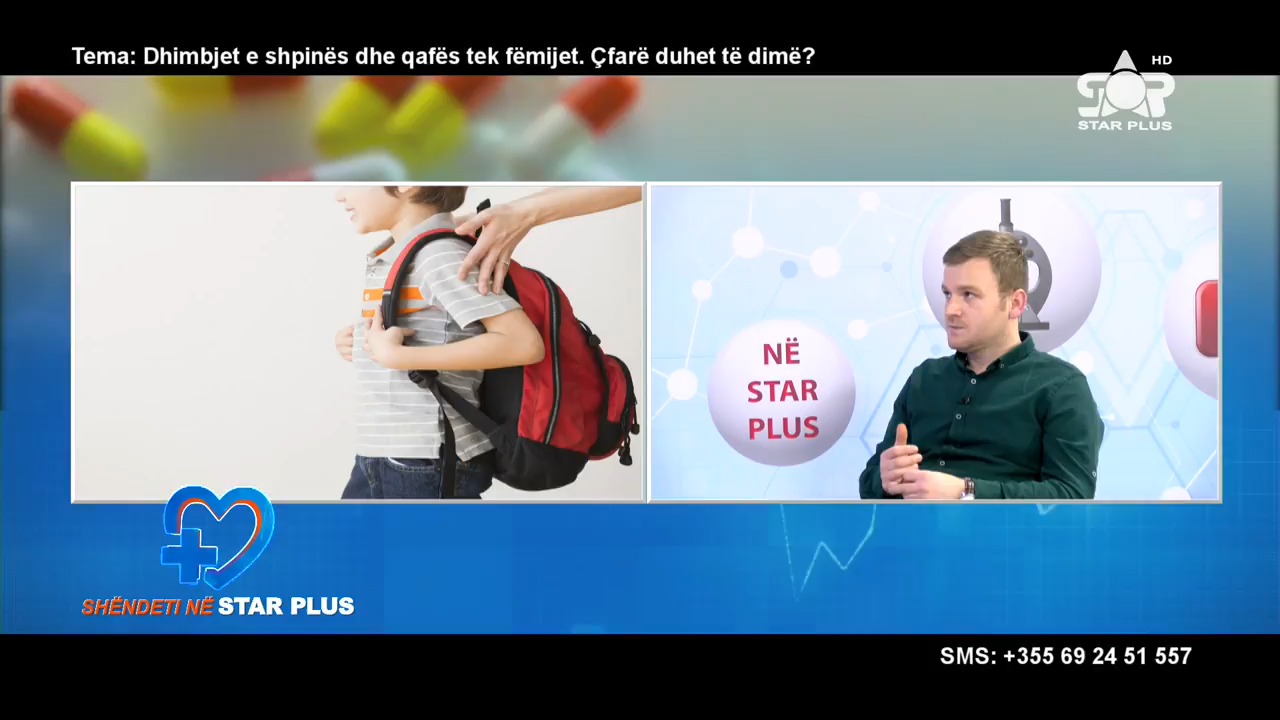 Tema: Dhimbjet e shpinës dhe qafës tek fëmijet. Çfarë duhet të dimë?
HD
STAR PLUS
NË
STAR
PLUS
SHËNDETI NË STAR PLUS
SMS: +355 69 24 51 557